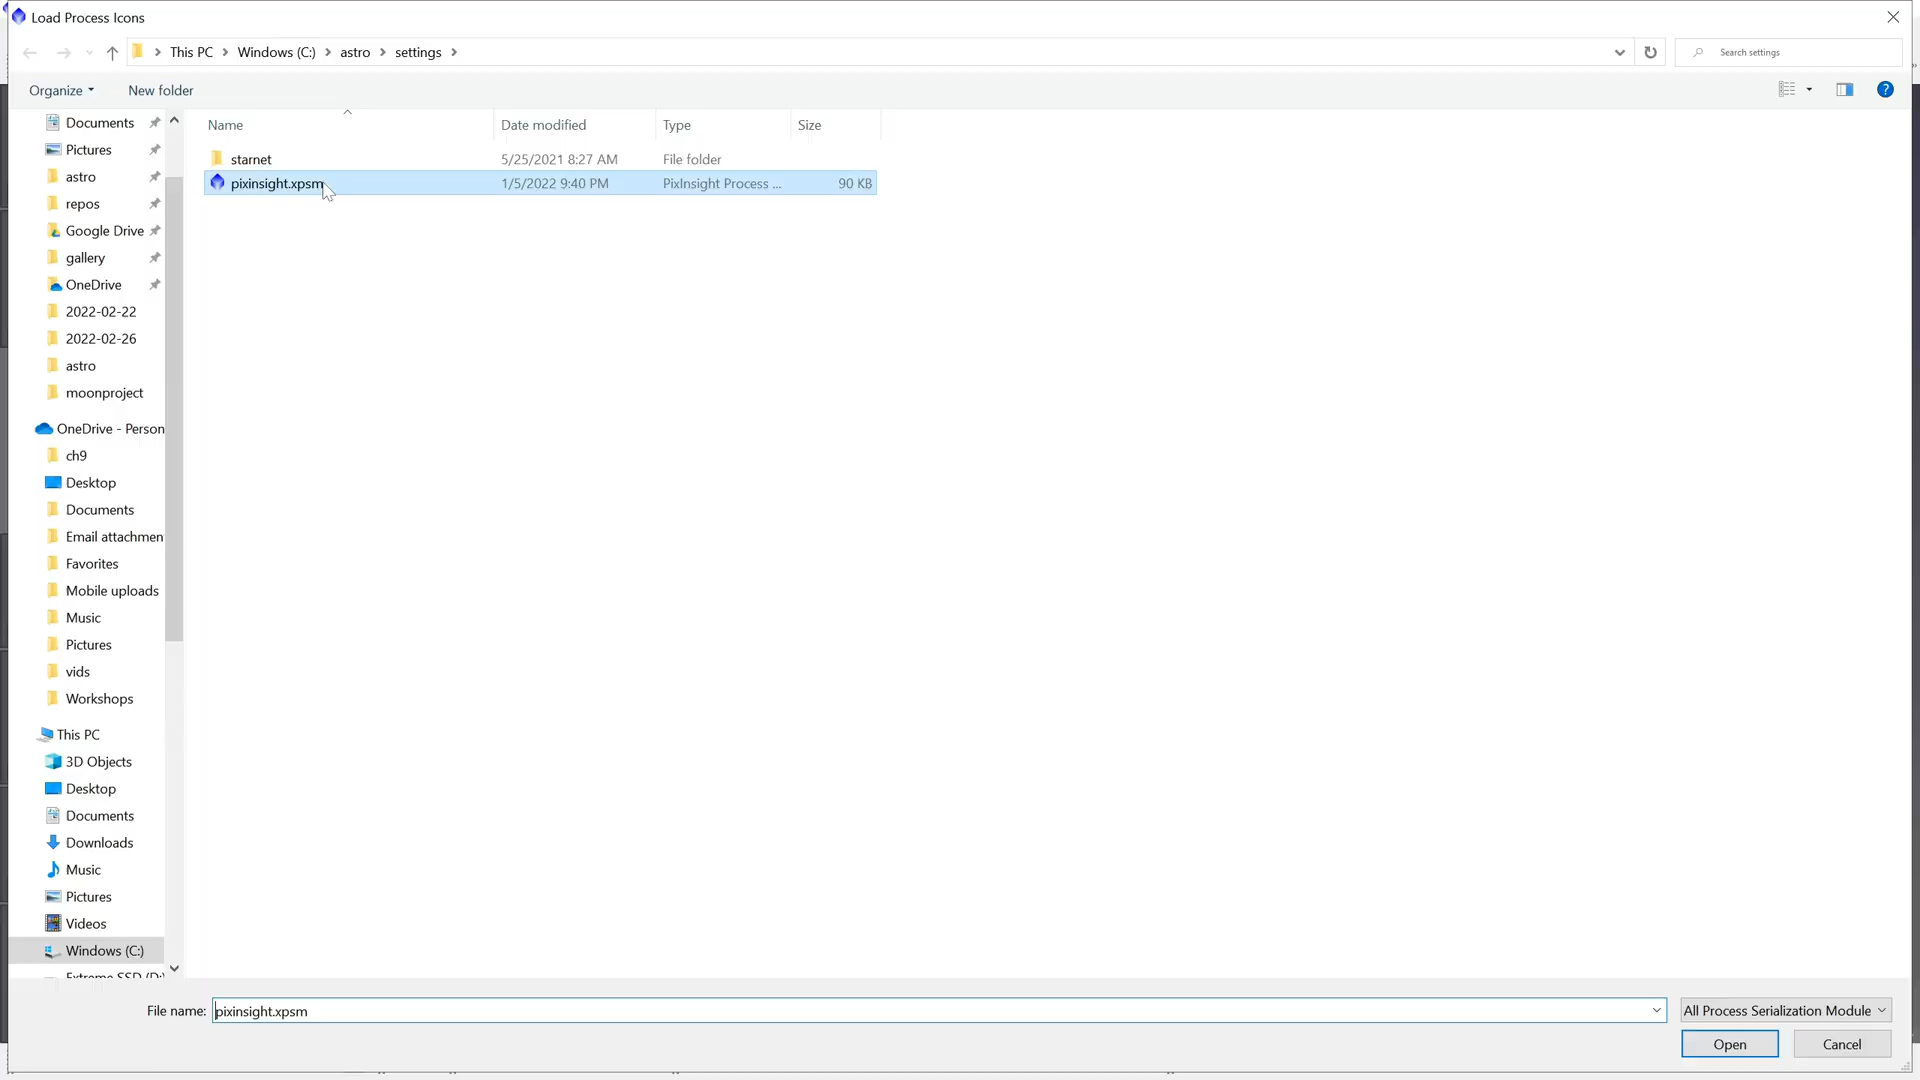 Load Process Icons
This PC > Windows (C:) > astro > settings >
Search settings
Organize
New folder
Name
Date modified
Type
Size
starnet
5/25/2021 8:27 AM
File folder
pixinsight.xpsm
1/5/2022 9:40 PM
PixInsight Process ...
90 KB
Documents
Pictures
astro
repos
Google Drive
gallery
OneDrive
2022-02-22
2022-02-26
astro
moonproject
OneDrive - Person
ch9
Desktop
Documents
Email attachmen
Favorites
Mobile uploads
Music
Pictures
vids
Workshops
This PC
3D Objects
Desktop
Documents
Downloads
Music
Pictures
Videos
Windows (C:)
Extreme SSD (D:)
File name:
pixinsight.xpsm
All Process Serialization Module
Open
Cancel